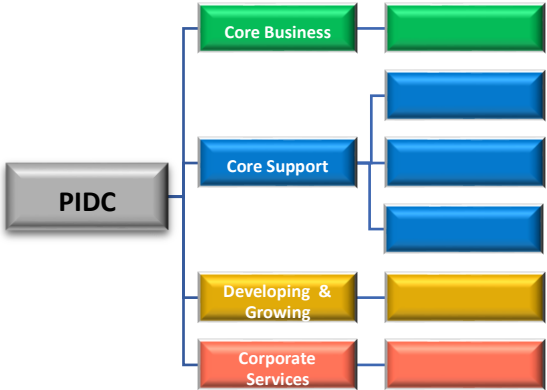 Core Business
Core Support
PIDC
Developing &
Growing
Corporate
Services